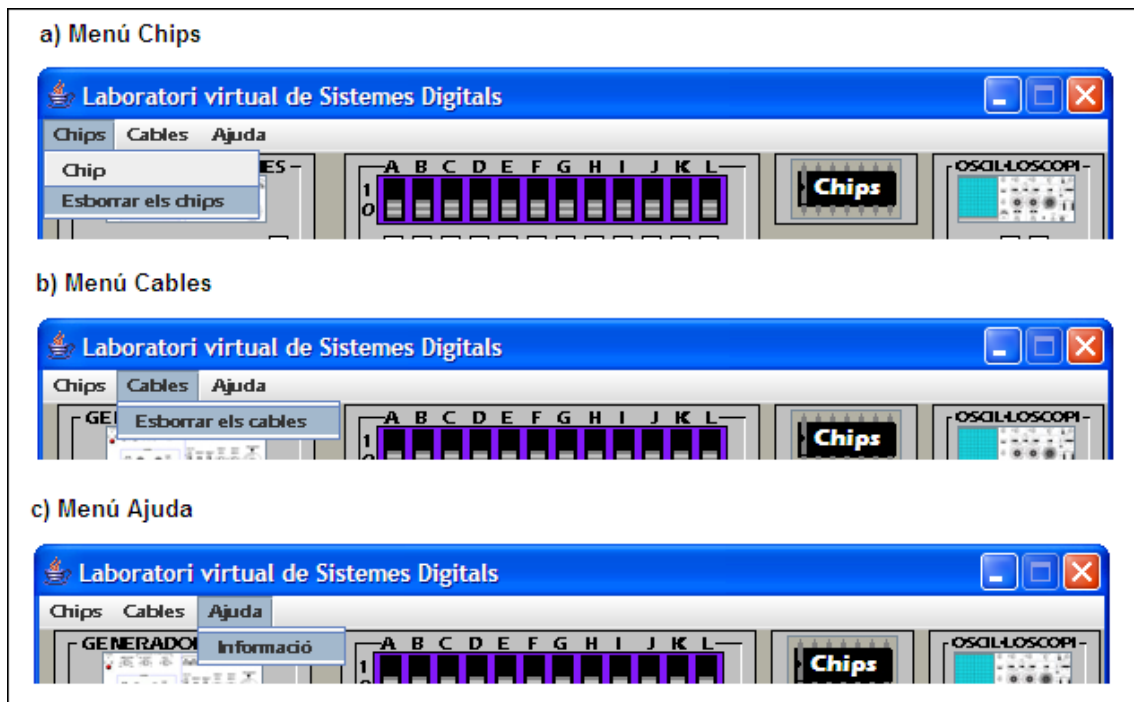 a) Menú Chips
Laboratori virtual de Sistemes Digitals
Chips Cables Ajuda
Chip
Esborrar els chips
ES
A B C D E F G H I J K L
1
0
Chips
OSCIL·LOSCOPI
b) Menú Cables
Laboratori virtual de Sistemes Digitals
Chips Cables Ajuda
GE
Esborrar els cables
A B C D E F G H I J K L
1
Chips
OSCIL·LOSCOPI
c) Menú Ajuda
Laboratori virtual de Sistemes Digitals
Chips Cables Ajuda
GENERADO
Informació
A B C D E F G H I J K L
1
Chips
OSCIL·LOSCOPI